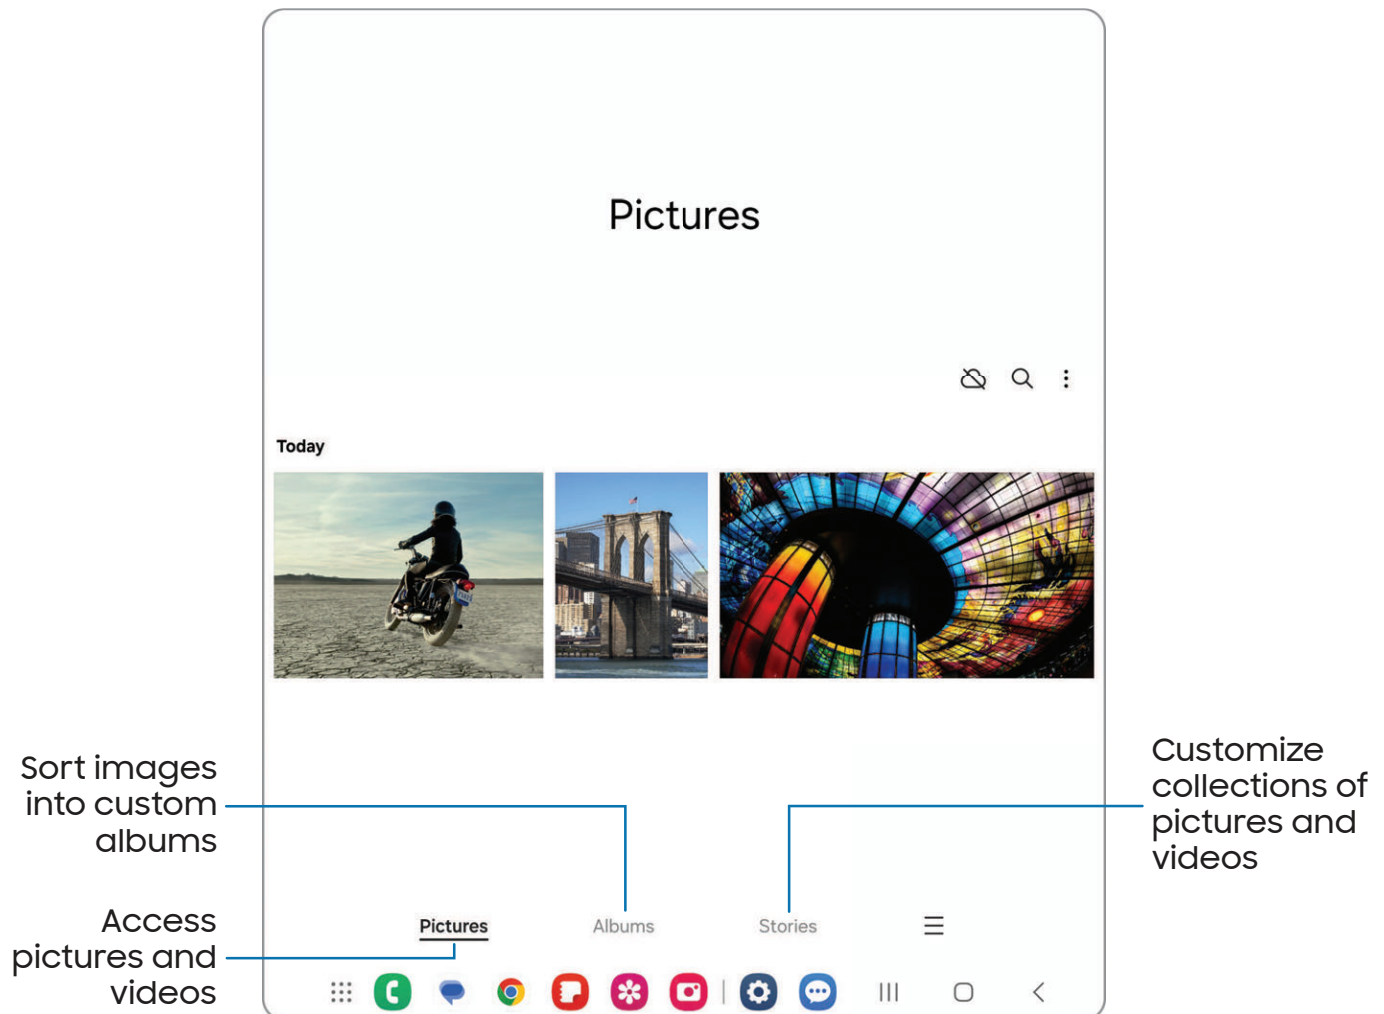 Pictures
Today
Sort images
into custom
albums
Customize
collections of
pictures and
videos
Access
pictures and
videos
Pictures
Albums
Stories